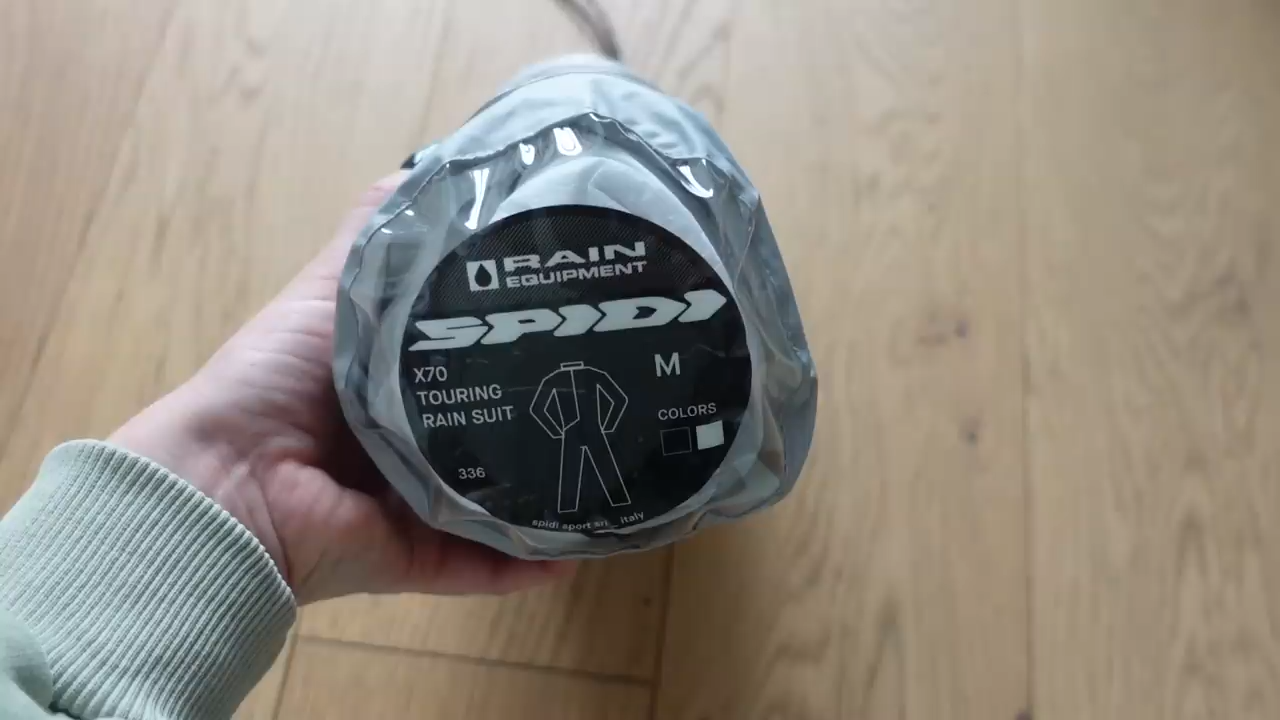 RAIN
EQUIPMENT
SPIDI
X70
TOURING
RAIN SUIT
M
COLORS
336
spidi sport srl _ italy